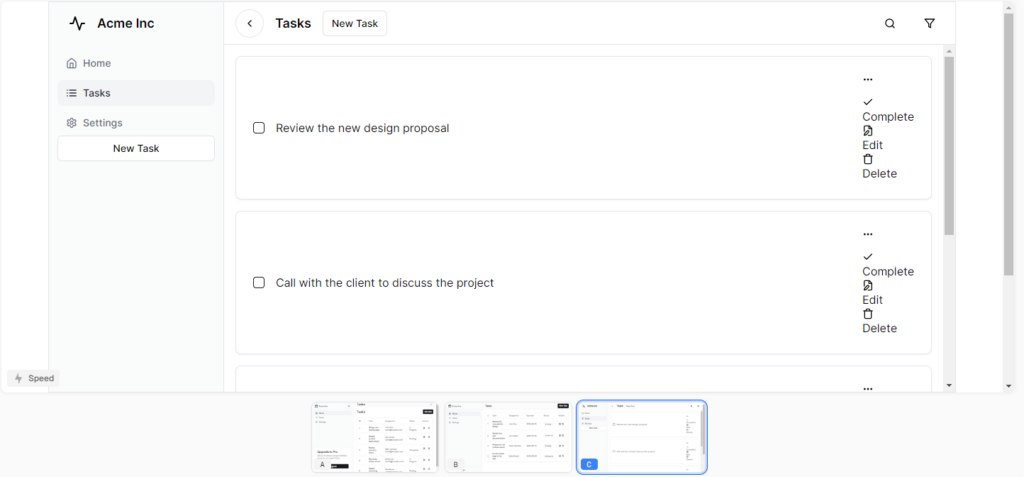 Acme Inc
Tasks
New Task
Home
Tasks
Settings
New Task
Review the new design proposal
Complete
Edit
Delete
Call with the client to discuss the project
Complete
Edit
Delete
Speed
A
B
C